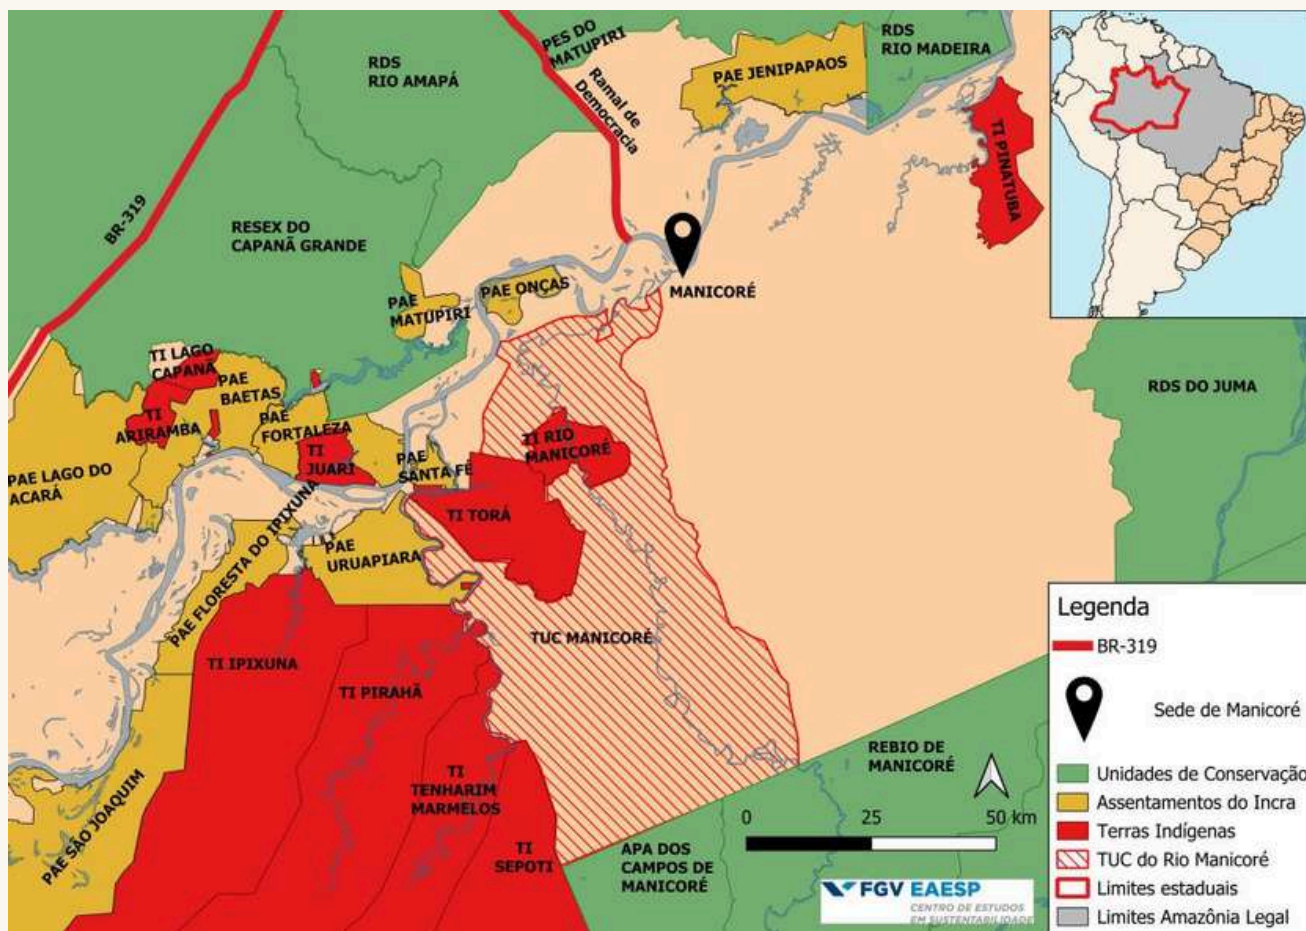 RDS
RIO AMAPÁ
PES DO
MATUPIRI
Ramal de
Democracia
PAE JENIPAPAOS
RDS
RIO MADEIRA
TI PINATUBA
BR-319
RESEX DO
CAPANÃ GRANDE
PAE
MATUPIRI
PAE ONÇAS
MANICORÉ
RDS DO JUMA
TI LAGO
CAPANÃ
PAE
BAETAS
TI
ARIRAMBA
PAE
FORTALEZA
TI
JUARI
PAE
SANTA FÉ
TI RIO
MANICORÉ
PAE LAGO DO
ACARÁ
TI TORÁ
PAE FLORESTA DO IPIXUNA
PAE
URUAPIARA
TUC MANICORÉ
TI IPIXUNA
TI PIRAHÃ
TI
TENHARIM
MARMELOS
TI
SEPOTI
PAE SÃO JOAQUIM
REBIO DE
MANICORÉ
APA DOS
CAMPOS DE
MANICORÉ
0 25 50 km
FGV EAESP
CENTRO DE ESTUDOS
EM SUSTENTABILIDADE
Legenda
BR-319
Sede de Manicoré
Unidades de Conservação
Assentamentos do Incra
Terras Indígenas
TUC do Rio Manicoré
Limites estaduais
Limites Amazônia Legal